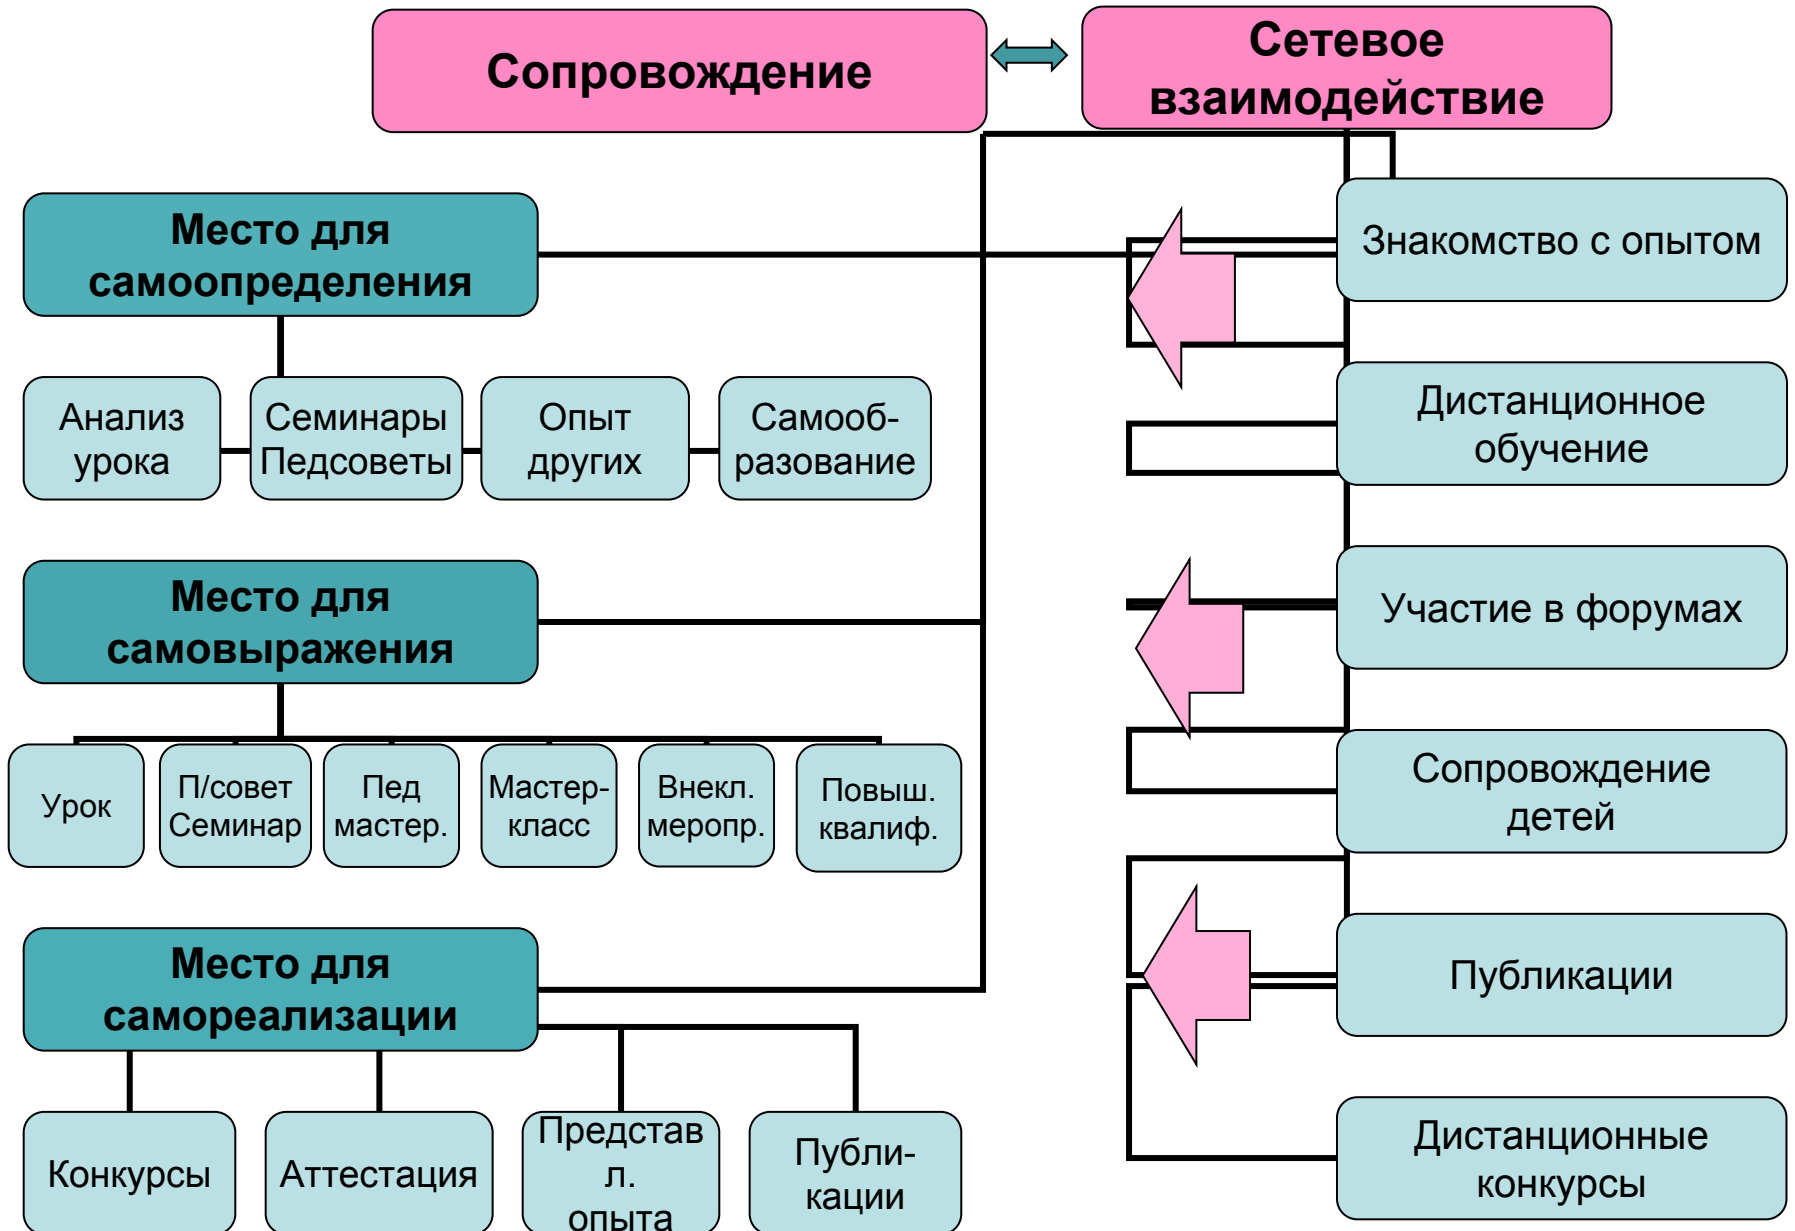 Сопровождение
Сетевое
взаимодействие
Место для
самоопределения
Анализ
урока
Семинары
Педсоветы
Опыт
других
Самооб-
разование
Место для
самовыражения
Урок
П/совет
Семинар
Пед
мастер.
Мастер-
класс
Внекл.
меропр.
Повыш.
квалиф.
Место для
самореализации
Конкурсы
Аттестация
Представ
л.
опыта
Публи-
кации
Знакомство с опытом
Дистанционное
обучение
Участие в форумах
Сопровождение
детей
Публикации
Дистанционные
конкурсы